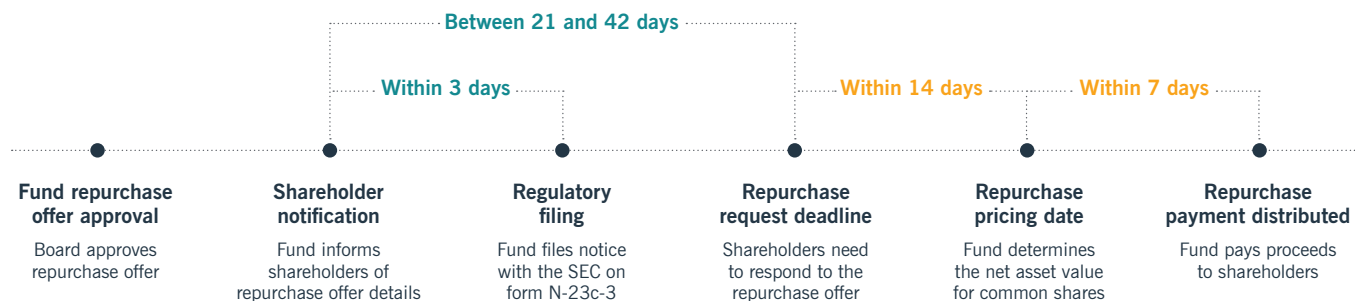 Between 21 and 42 days
Within 3 days
Within 14 days
Within 7 days
Fund repurchase
offer approval
Board approves
repurchase offer
Shareholder
notification
Fund informs
shareholders of
repurchase offer details
Regulatory
filing
Fund files notice
with the SEC on
form N-23c-3
Repurchase
request deadline
Shareholders need
to respond to the
repurchase offer
Repurchase
pricing date
Fund determines
the net asset value
for common shares
Repurchase
payment distributed
Fund pays proceeds
to shareholders